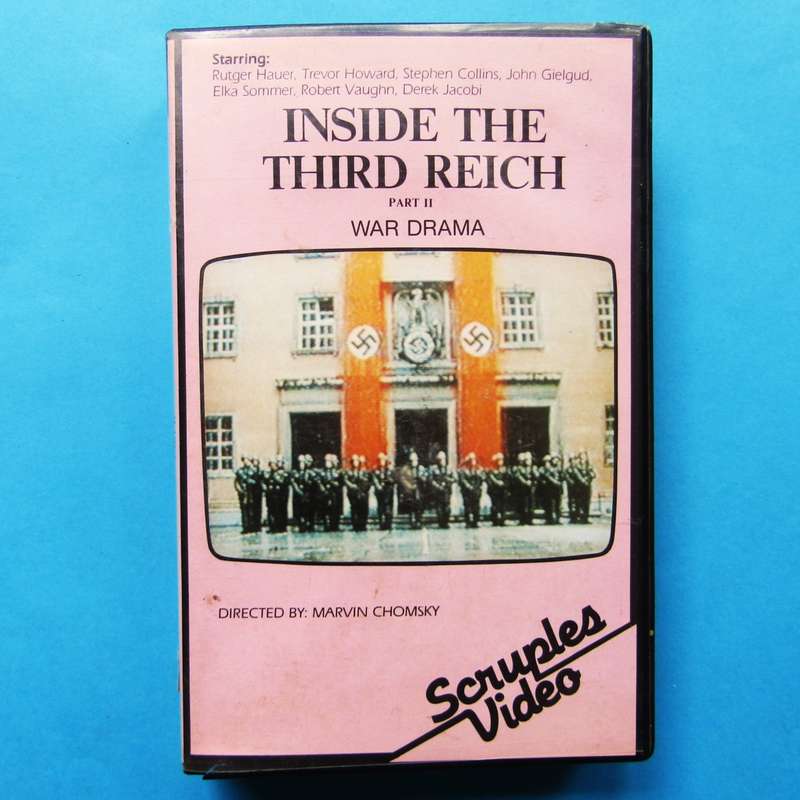 Starring:
Rutger Hauer, Trevor Howard, Stephen Collins, John Gielgud,
Elka Sommer, Robert Vaughn, Derek Jacobi
INSIDE THE
THIRD REICH
PART II
WAR DRAMA
DIRECTED BY: MARVIN CHOMSKY
Scruples
Video